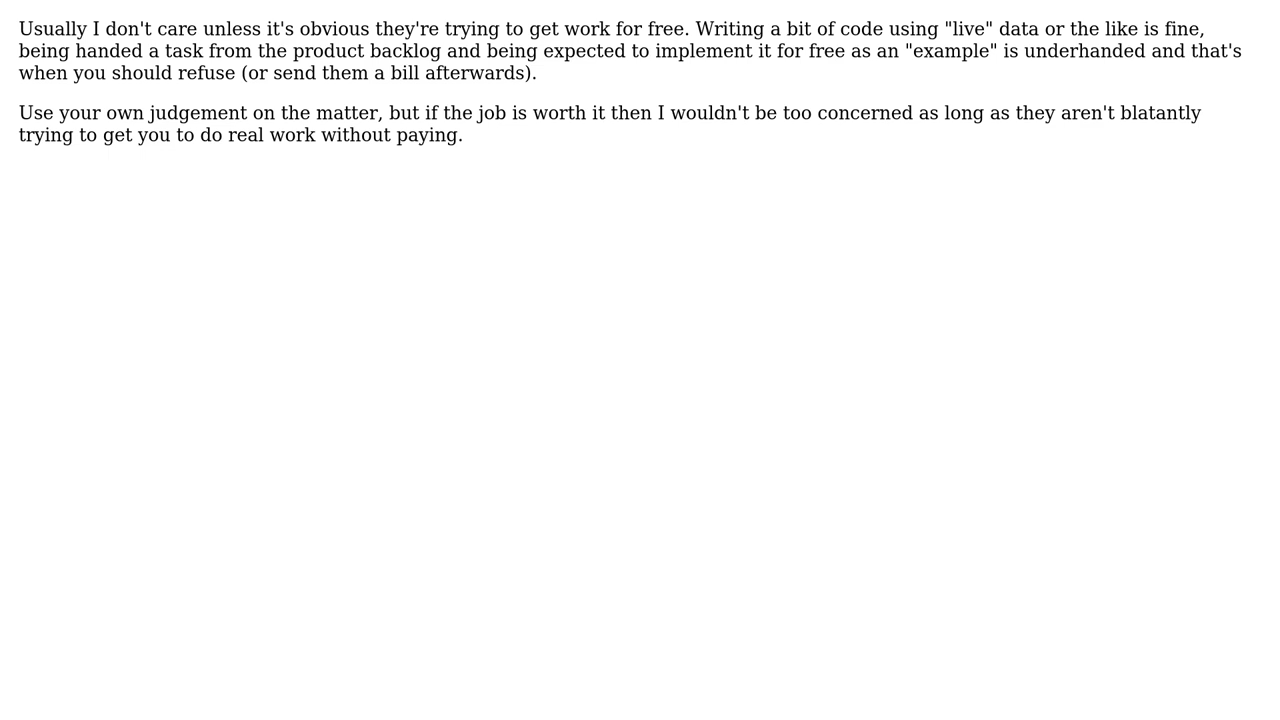 Usually I don't care unless it's obvious they're trying to get work for free. Writing a bit of code using "live" data or the like is fine,
being handed a task from the product backlog and being expected to implement it for free as an "example" is underhanded and that's
when you should refuse (or send them a bill afterwards).
Use your own judgement on the matter, but if the job is worth it then I wouldn't be too concerned as long as they aren't blatantly
trying to get you to do real work without paying.